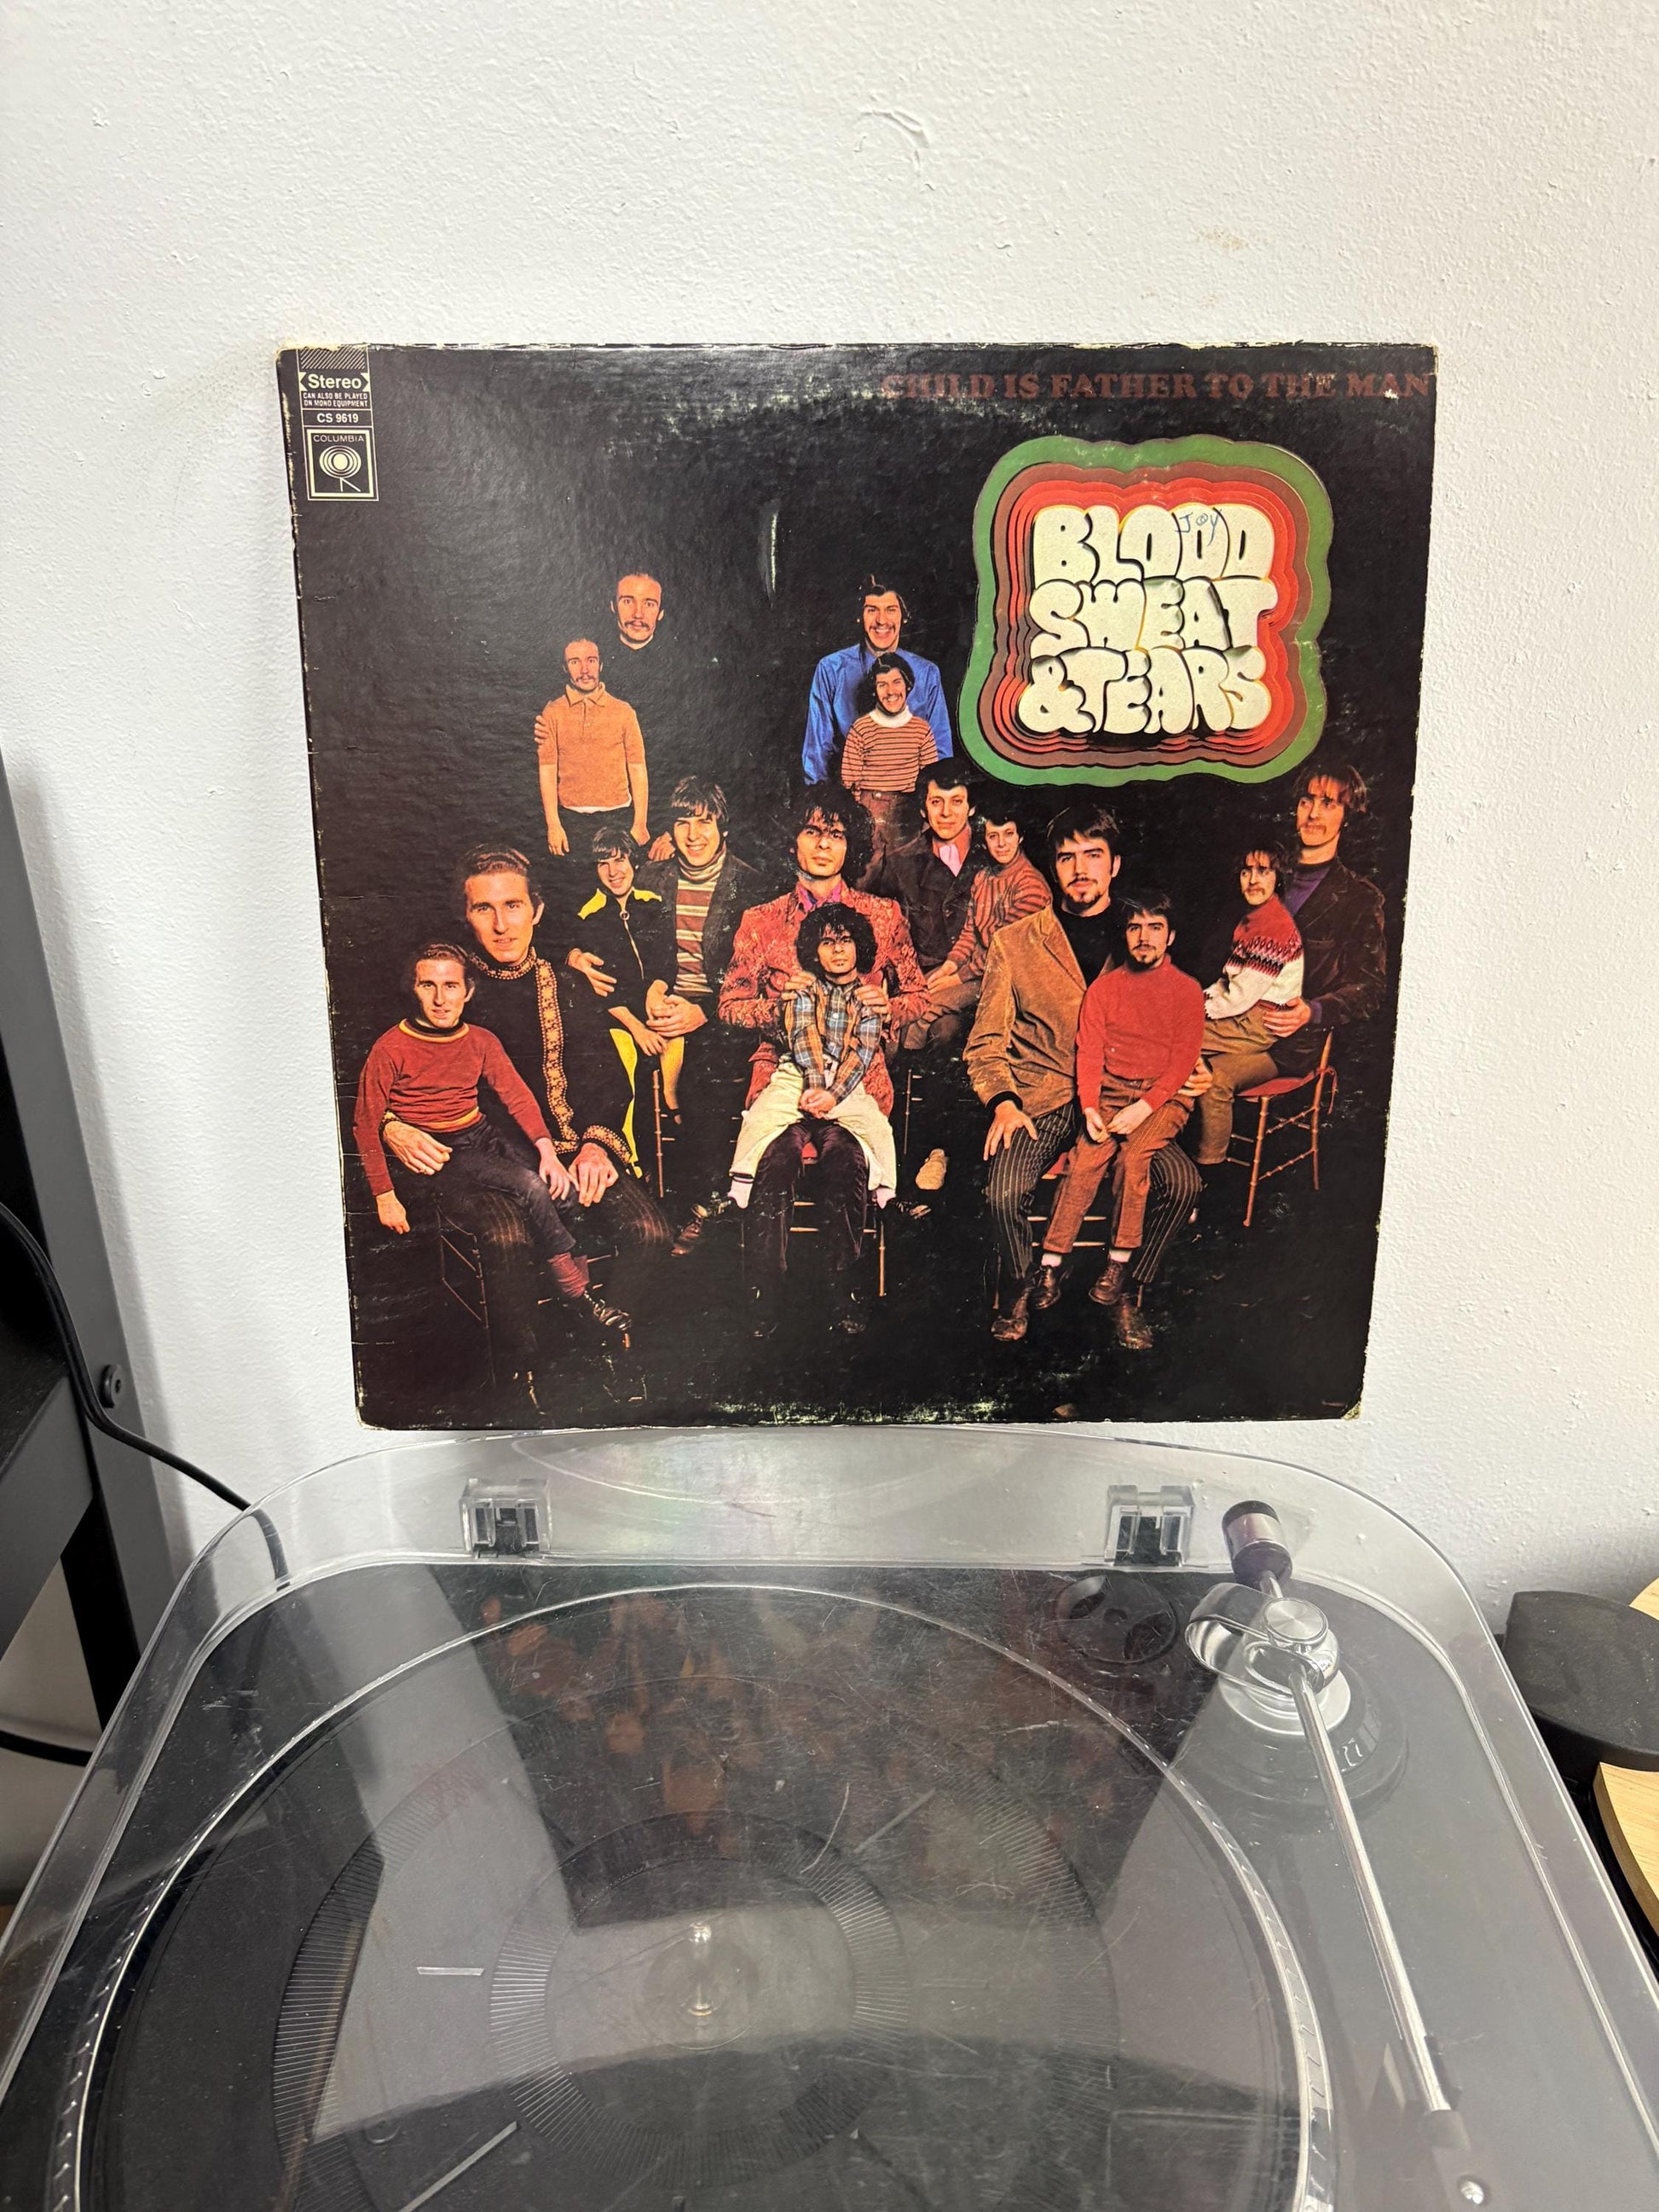 Stereo
CAN ALSO BE PLAYED
ON MONO EQUIPMENT
CS 9619
COLUMBIA
CHILD IS FATHER TO THE MAN
Joy
BLOOD
SWEAT
& TEARS